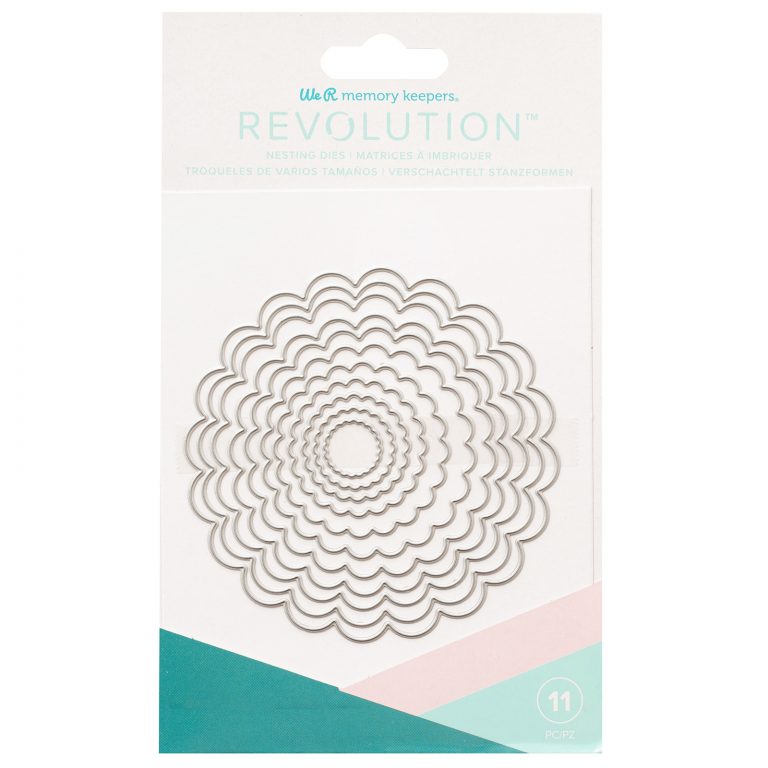 We R memory keepers®
REVOLUTION™
NESTING DIES | MATRICES À IMBRIQUER
TROQUELES DE VARIOS TAMAÑOS | VERSCHACHTELT STANZFORMEN
11
PC/PZ